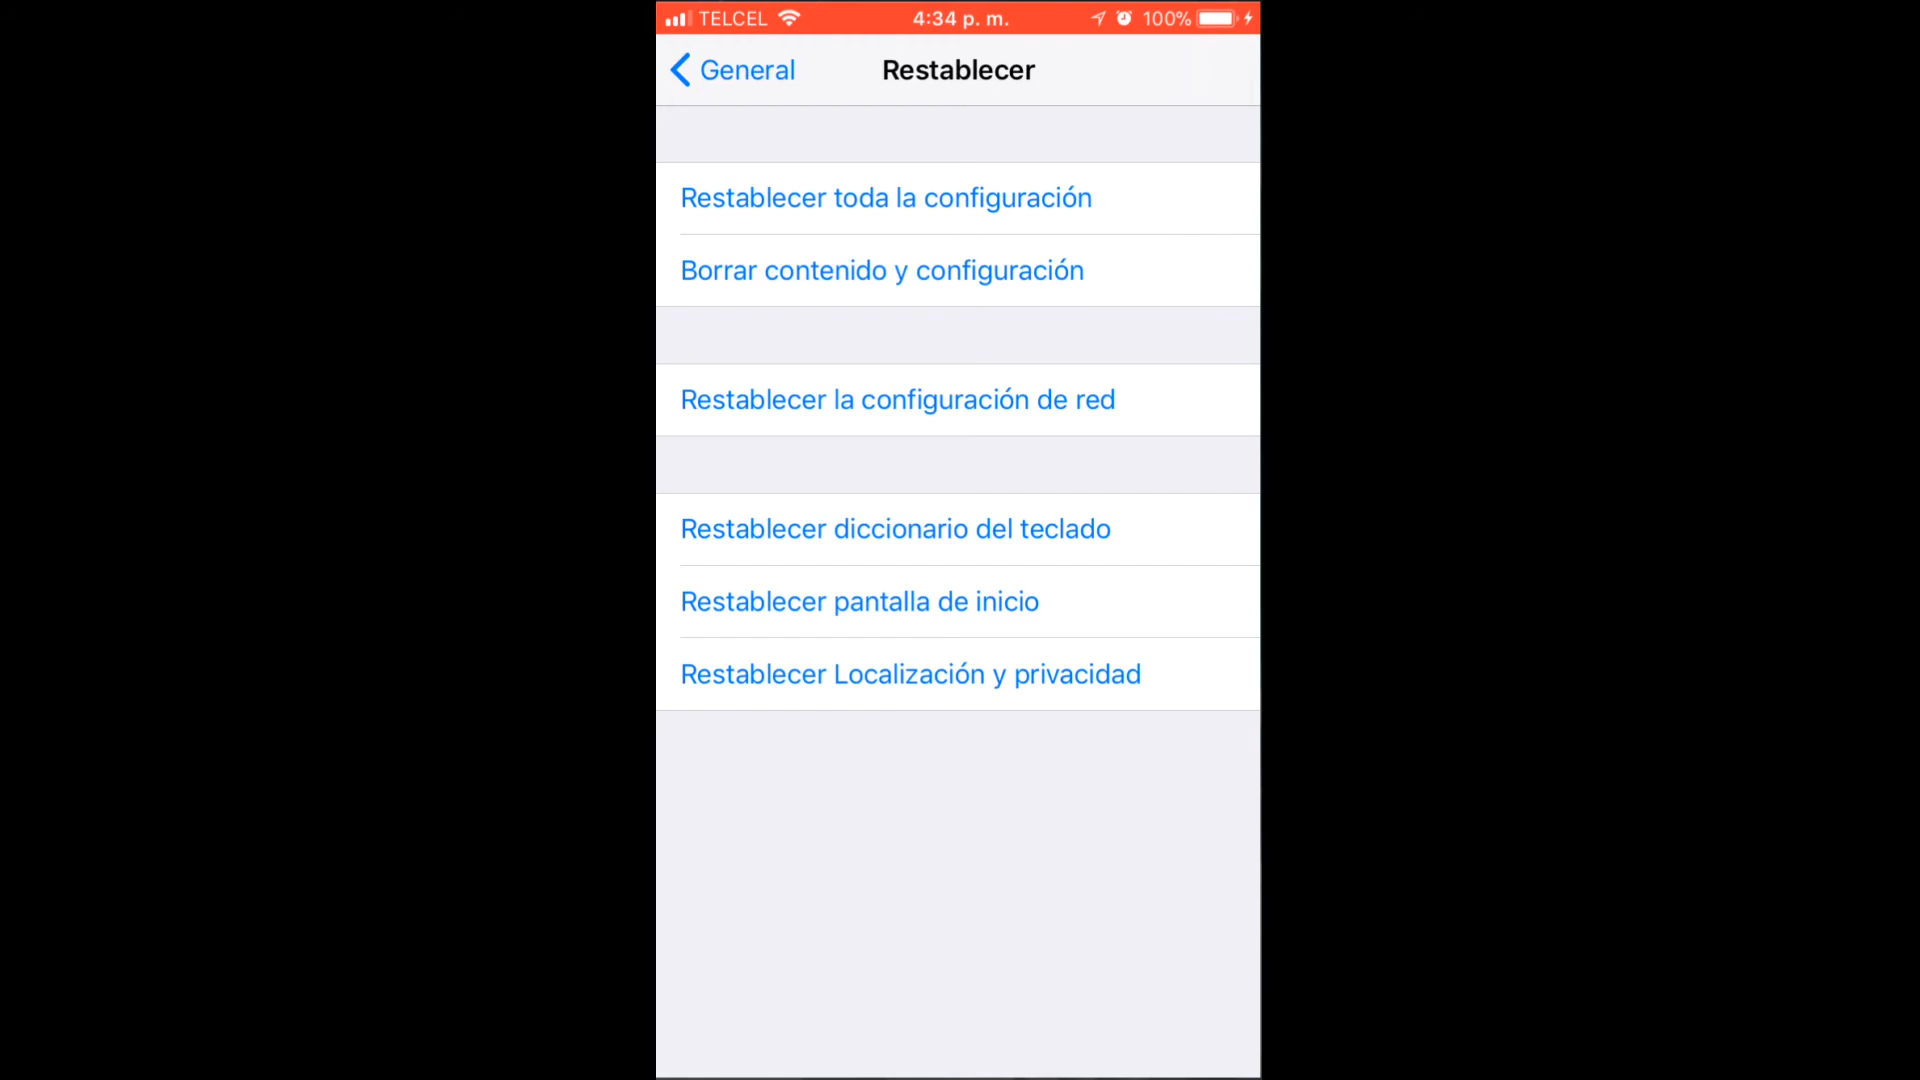 TELCEL 4:34 p. m. 100%
General Restablecer
Restablecer toda la configuración
Borrar contenido y configuración
Restablecer la configuración de red
Restablecer diccionario del teclado
Restablecer pantalla de inicio
Restablecer Localización y privacidad